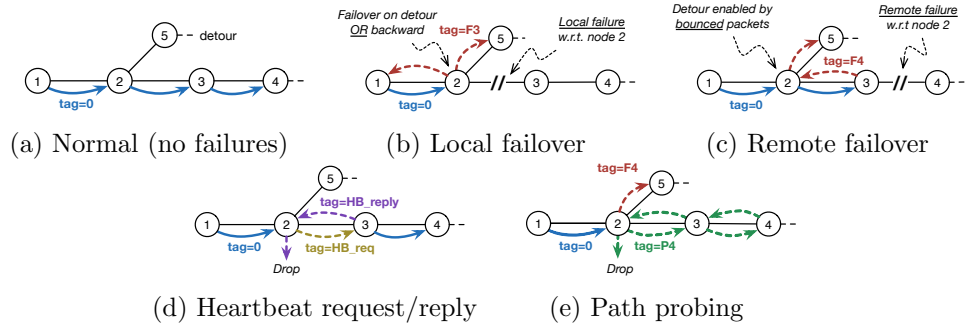 5
detour
1
2
3
4
tag=0
(a) Normal (no failures)
Failover on detour
OR backward
tag=F3
Local failure
w.r.t. node 2
5
1
2
3
4
tag=0
(b) Local failover
Detour enabled by
bounced packets
Remote failure
w.r.t node 2
5
tag=F4
1
2
3
4
tag=0
(c) Remote failover
5
tag=HB_reply
1
2
3
4
tag=0
tag=HB_req
Drop
(d) Heartbeat request/reply
tag=F4
5
1
2
3
4
tag=0
tag=P4
Drop
(e) Path probing